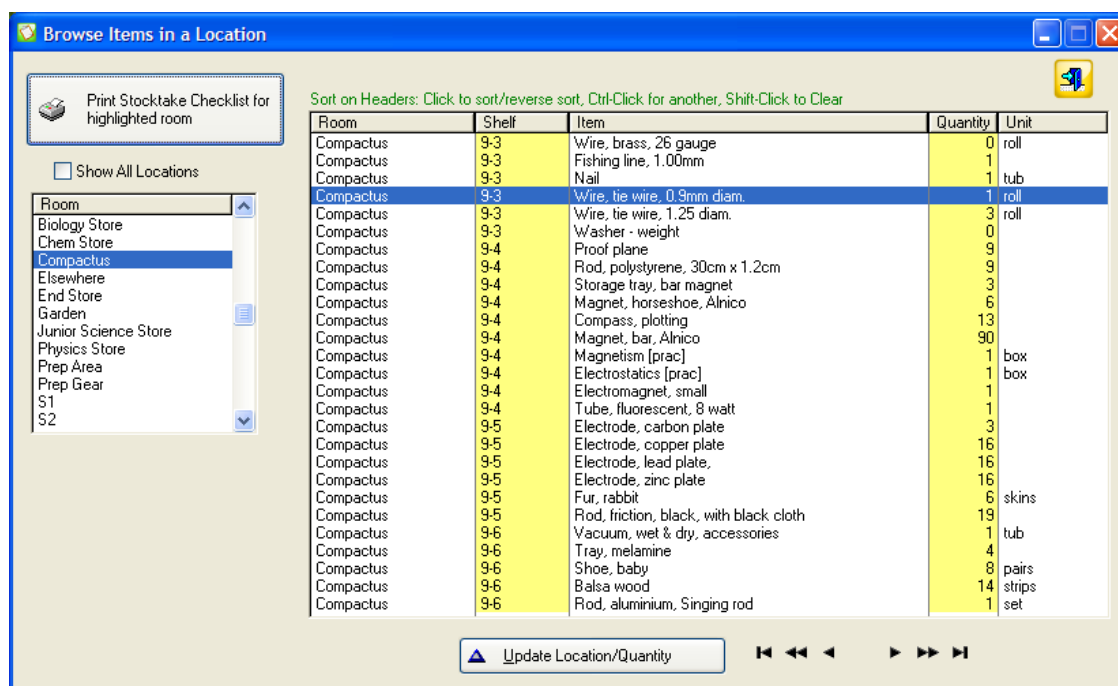 Browse Items in a Location
Print Stocktake Checklist for
highlighted room
Show All Locations
Room
Biology Store
Chem Store
Compactus
Elsewhere
End Store
Garden
Junior Science Store
Physics Store
Prep Area
Prep Gear
S1
S2
Sort on Headers: Click to sort/reverse sort, Ctrl-Click for another, Shift-Click to Clear
Room Shelf Item Quantity Unit
Compactus 9-3 Wire, brass, 26 gauge 0 roll
Compactus 9-3 Fishing line, 1.00mm 1
Compactus 9-3 Nail 1 tub
Compactus 9-3 Wire, tie wire, 0.9mm diam. 1 roll
Compactus 9-3 Wire, tie wire, 1.25 diam. 3 roll
Compactus 9-3 Washer - weight 0
Compactus 9-4 Proof plane 9
Compactus 9-4 Rod, polystyrene, 30cm x 1.2cm 9
Compactus 9-4 Storage tray, bar magnet 3
Compactus 9-4 Magnet, horseshoe, Alnico 6
Compactus 9-4 Compass, plotting 13
Compactus 9-4 Magnet, bar, Alnico 90
Compactus 9-4 Magnetism [prac] 1 box
Compactus 9-4 Electrostatics [prac] 1 box
Compactus 9-4 Electromagnet, small 1
Compactus 9-4 Tube, fluorescent, 8 watt 1
Compactus 9-5 Electrode, carbon plate 3
Compactus 9-5 Electrode, copper plate 16
Compactus 9-5 Electrode, lead plate, 16
Compactus 9-5 Electrode, zinc plate 16
Compactus 9-5 Fur, rabbit 6 skins
Compactus 9-5 Rod, friction, black, with black cloth 19
Compactus 9-6 Vacuum, wet & dry, accessories 1 tub
Compactus 9-6 Tray, melamine 4
Compactus 9-6 Shoe, baby 8 pairs
Compactus 9-6 Balsa wood 14 strips
Compactus 9-6 Rod, aluminium, Singing rod 1 set
Update Location/Quantity